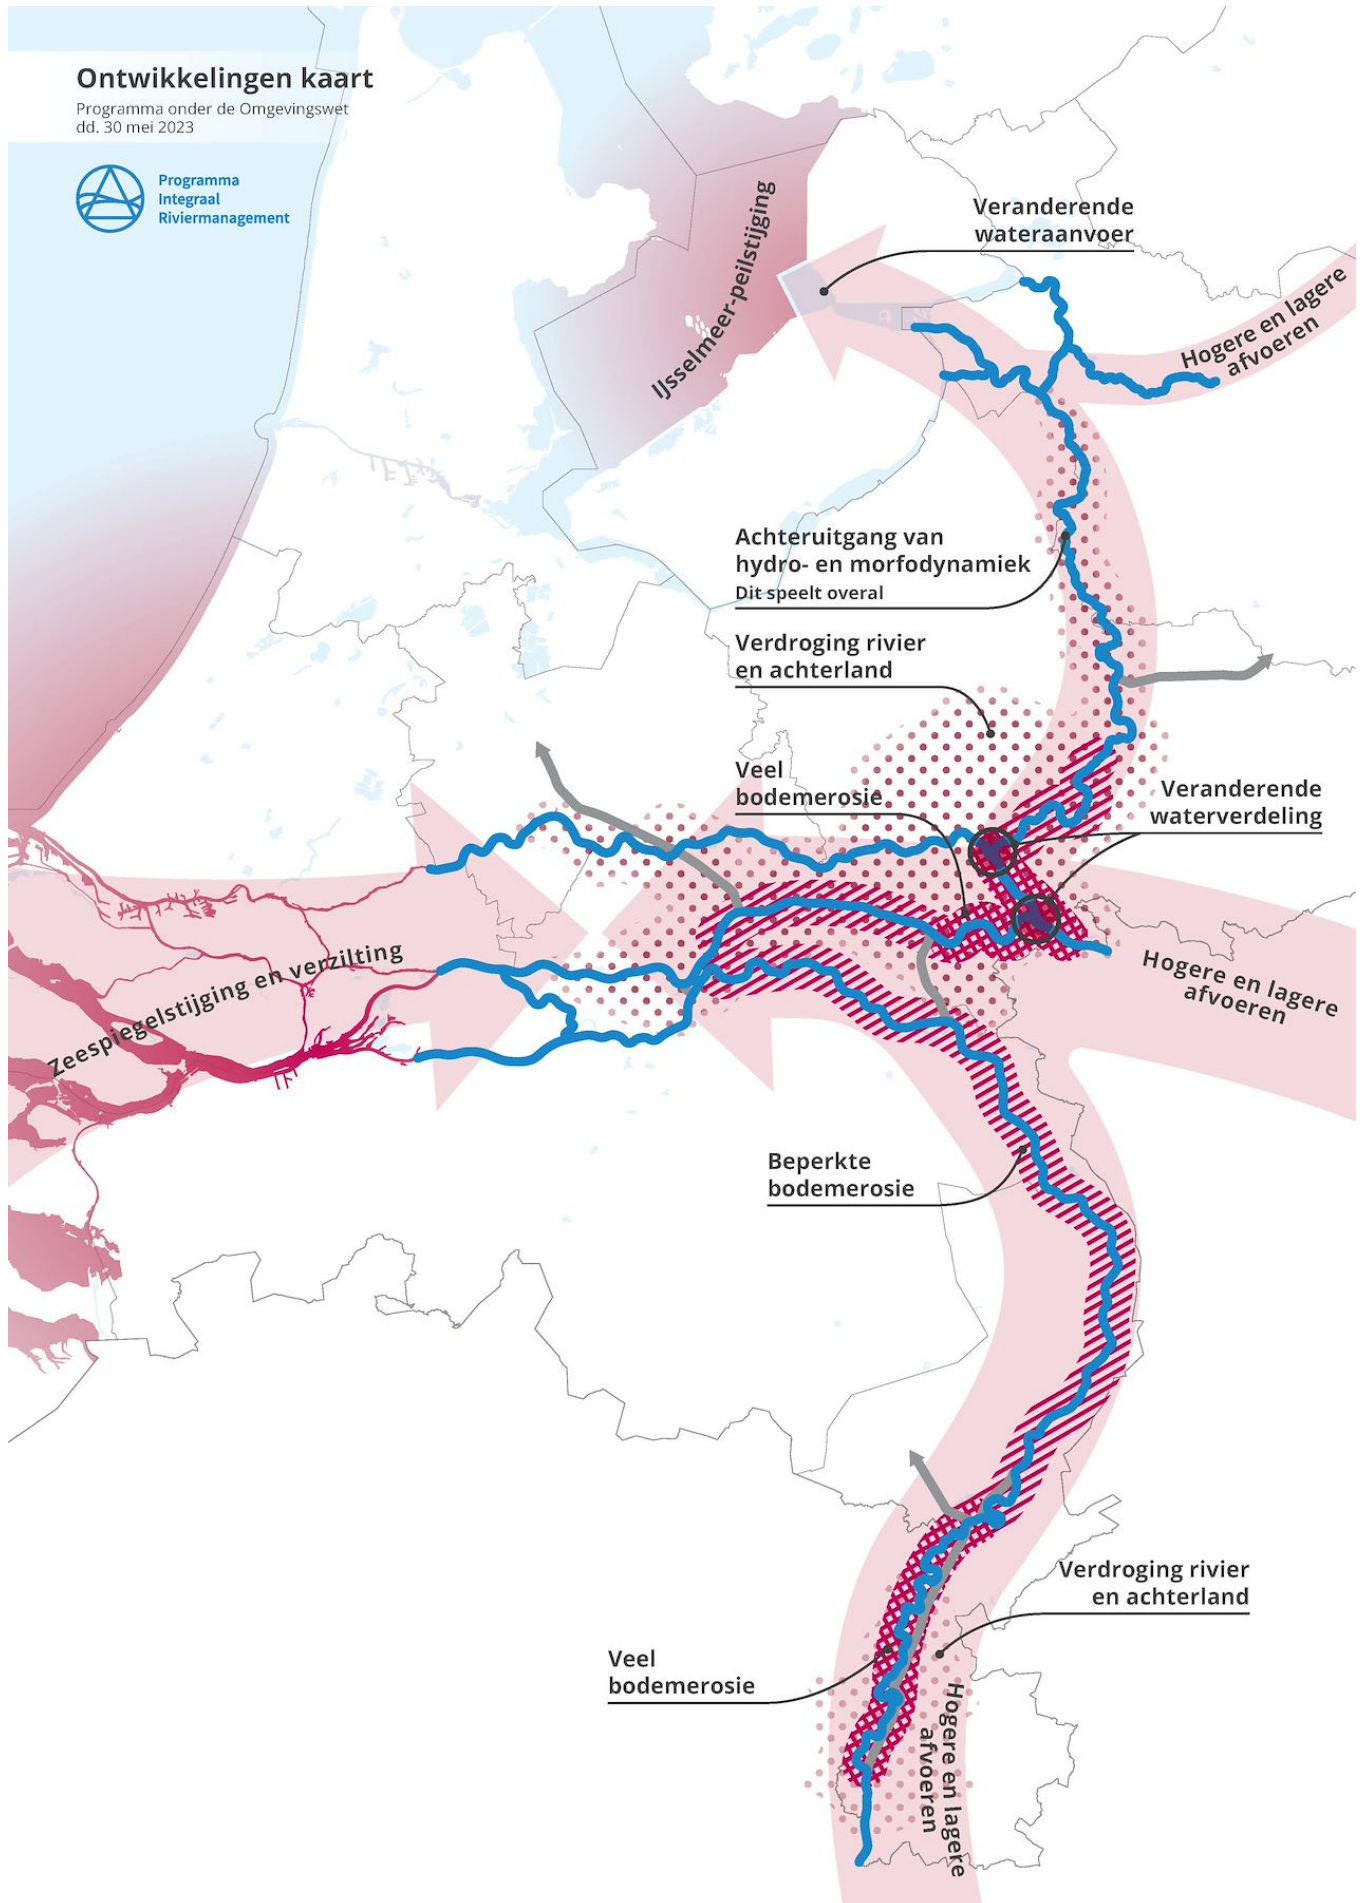 Ontwikkelingen kaart
Programma onder de Omgevingswet
dd. 30 mei 2023
Programma
Integraal
Riviermanagement
IJsselmeer-peilstijging
Veranderende
wateraanvoer
Hogere en lagere
afvoeren
Achteruitgang van
hydro- en morfodynamiek
Dit speelt overal
Verdroging rivier
en achterland
Veel
bodemerosie
Veranderende
waterverdeling
Zeespiegelstijging en verzilting
Hogere en lagere
afvoeren
Beperkte
bodemerosie
Verdroging rivier
en achterland
Veel
bodemerosie
Hogere en lagere
afvoeren